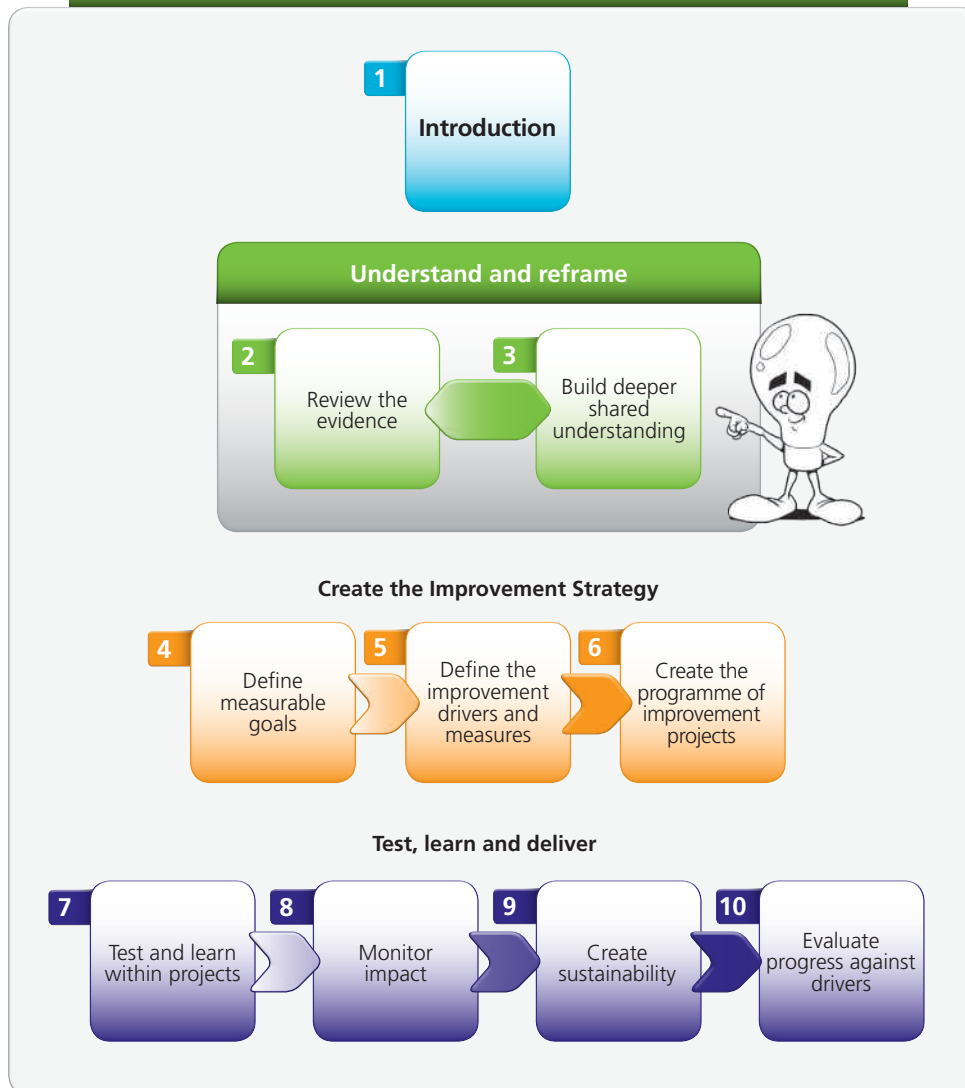 1
Introduction
Understand and reframe
2
Review the
evidence
3
Build deeper
shared
understanding
Create the Improvement Strategy
4
Define
measurable
goals
5
Define the
improvement
drivers and
measures
6
Create the
programme of
improvement
projects
Test, learn and deliver
7
Test and learn
within projects
8
Monitor
impact
9
Create
sustainability
10
Evaluate
progress against
drivers